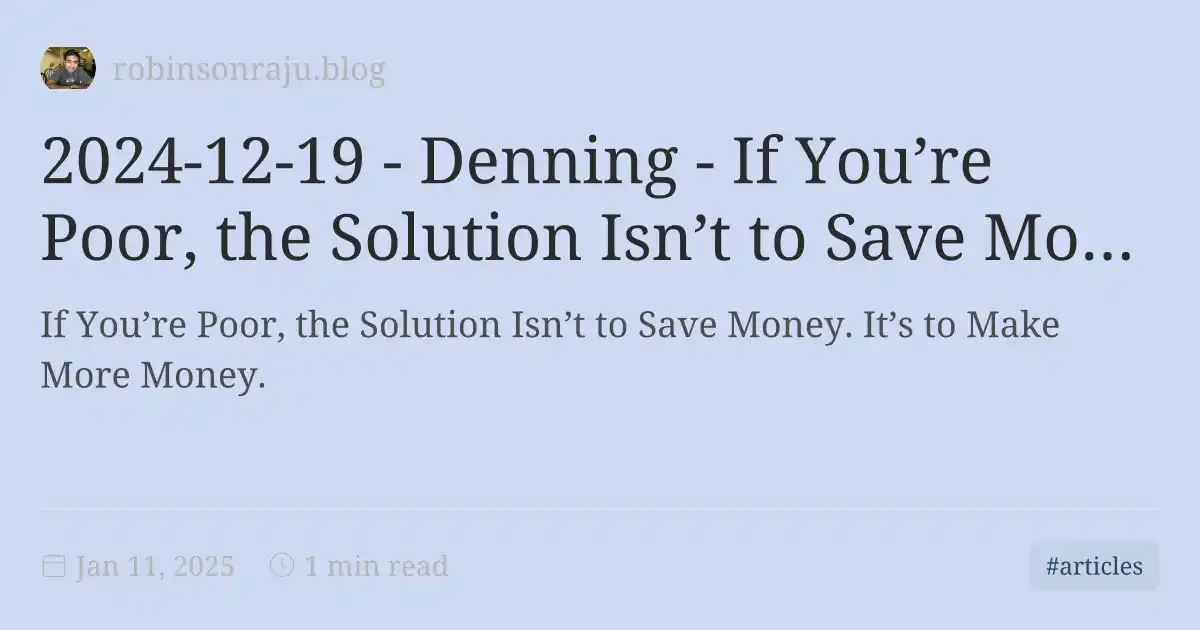 robinsonraju.blog
2024-12-19 - Denning - If You’re
Poor, the Solution Isn’t to Save Mo...
If You’re Poor, the Solution Isn’t to Save Money. It’s to Make
More Money.
Jan 11, 2025 1 min read #articles